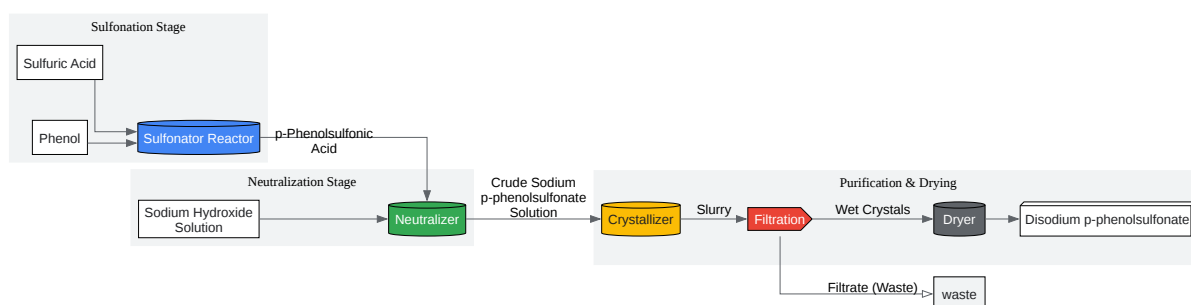 Sulfonation Stage
Sulfuric Acid
Phenol
Sulfonator Reactor
p-Phenolsulfonic
Acid
Neutralization Stage
Sodium Hydroxide
Solution
Neutralizer
Crude Sodium
p-phenolsulfonate
Solution
Purification & Drying
Crystallizer
Slurry
Filtration
Wet Crystals
Dryer
Disodium p-phenolsulfonate
Filtrate (Waste)
waste